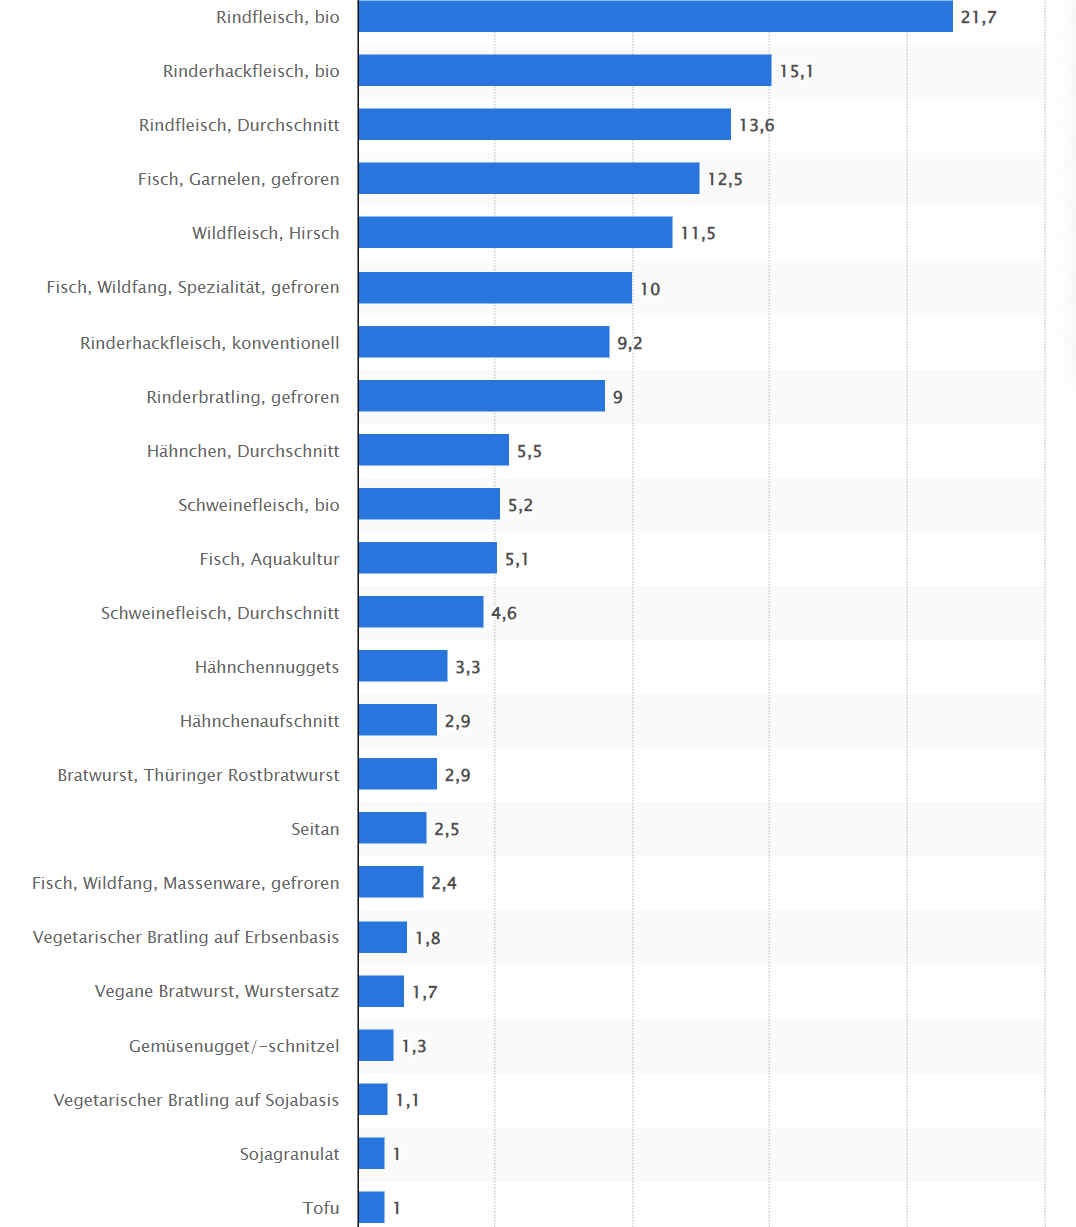 Rindfleisch, bio 21,7
Rinderhackfleisch, bio 15,1
Rindfleisch, Durchschnitt 13,6
Fisch, Garnelen, gefroren 12,5
Wildfleisch, Hirsch 11,5
Fisch, Wildfang, Spezialität, gefroren 10
Rinderhackfleisch, konventionell 9,2
Rinderbratling, gefroren 9
Hähnchen, Durchschnitt 5,5
Schweinefleisch, bio 5,2
Fisch, Aquakultur 5,1
Schweinefleisch, Durchschnitt 4,6
Hähnchennuggets 3,3
Hähnchenaufschnitt 2,9
Bratwurst, Thüringer Rostbratwurst 2,9
Seitan 2,5
Fisch, Wildfang, Massenware, gefroren 2,4
Vegetarischer Bratling auf Erbsenbasis 1,8
Vegane Bratwurst, Wurstersatz 1,7
Gemüsenugget/-schnitzel 1,3
Vegetarischer Bratling auf Sojabasis 1,1
Sojagranulat 1
Tofu 1